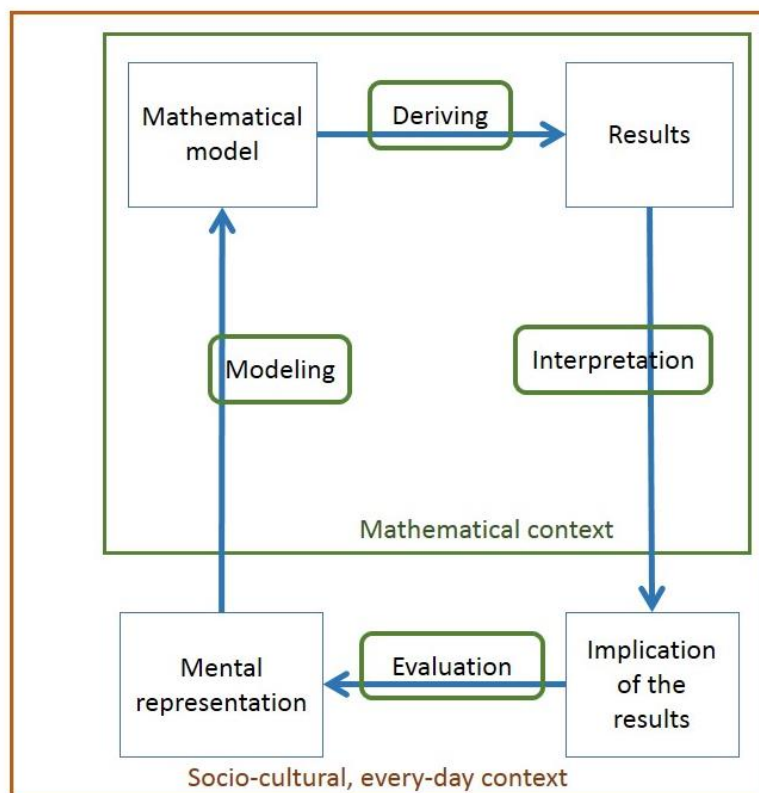 Mathematical
model
Deriving
Results
Modeling
Interpretation
Mathematical context
Mental
representation
Evaluation
Implication
of the
results
Socio-cultural, every-day context